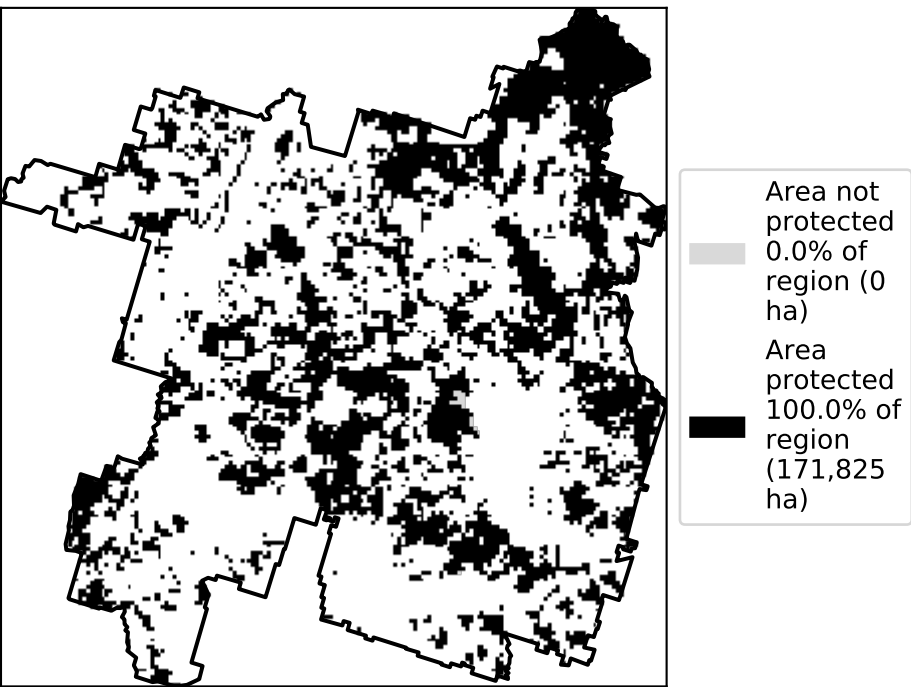 Area not
protected
0.0% of
region (0
ha)
Area
protected
100.0% of
region
(171,825
ha)